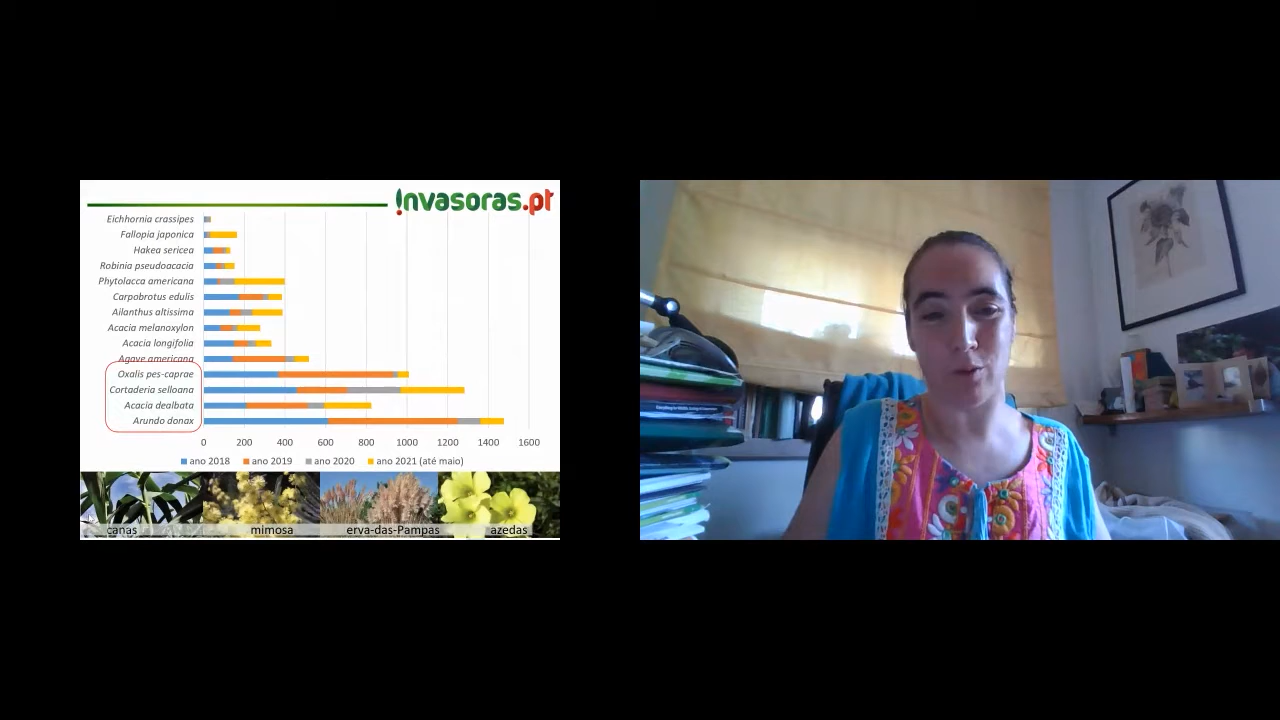 invasoras.pt
Eichhornia crassipes
Fallopia japonica
Hakea sericea
Robinia pseudoacacia
Phytolacca americana
Carpobrotus edulis
Ailanthus altissima
Acacia melanoxylon
Acacia longifolia
Agave americana
Oxalis pes-caprae
Cortaderia selloana
Acacia dealbata
Arundo donax
0 200 400 600 800 1000 1200 1400 1600
ano 2018 ano 2019 ano 2020 ano 2021 (até maio)
canas mimosa erva-das-Pampas azedas